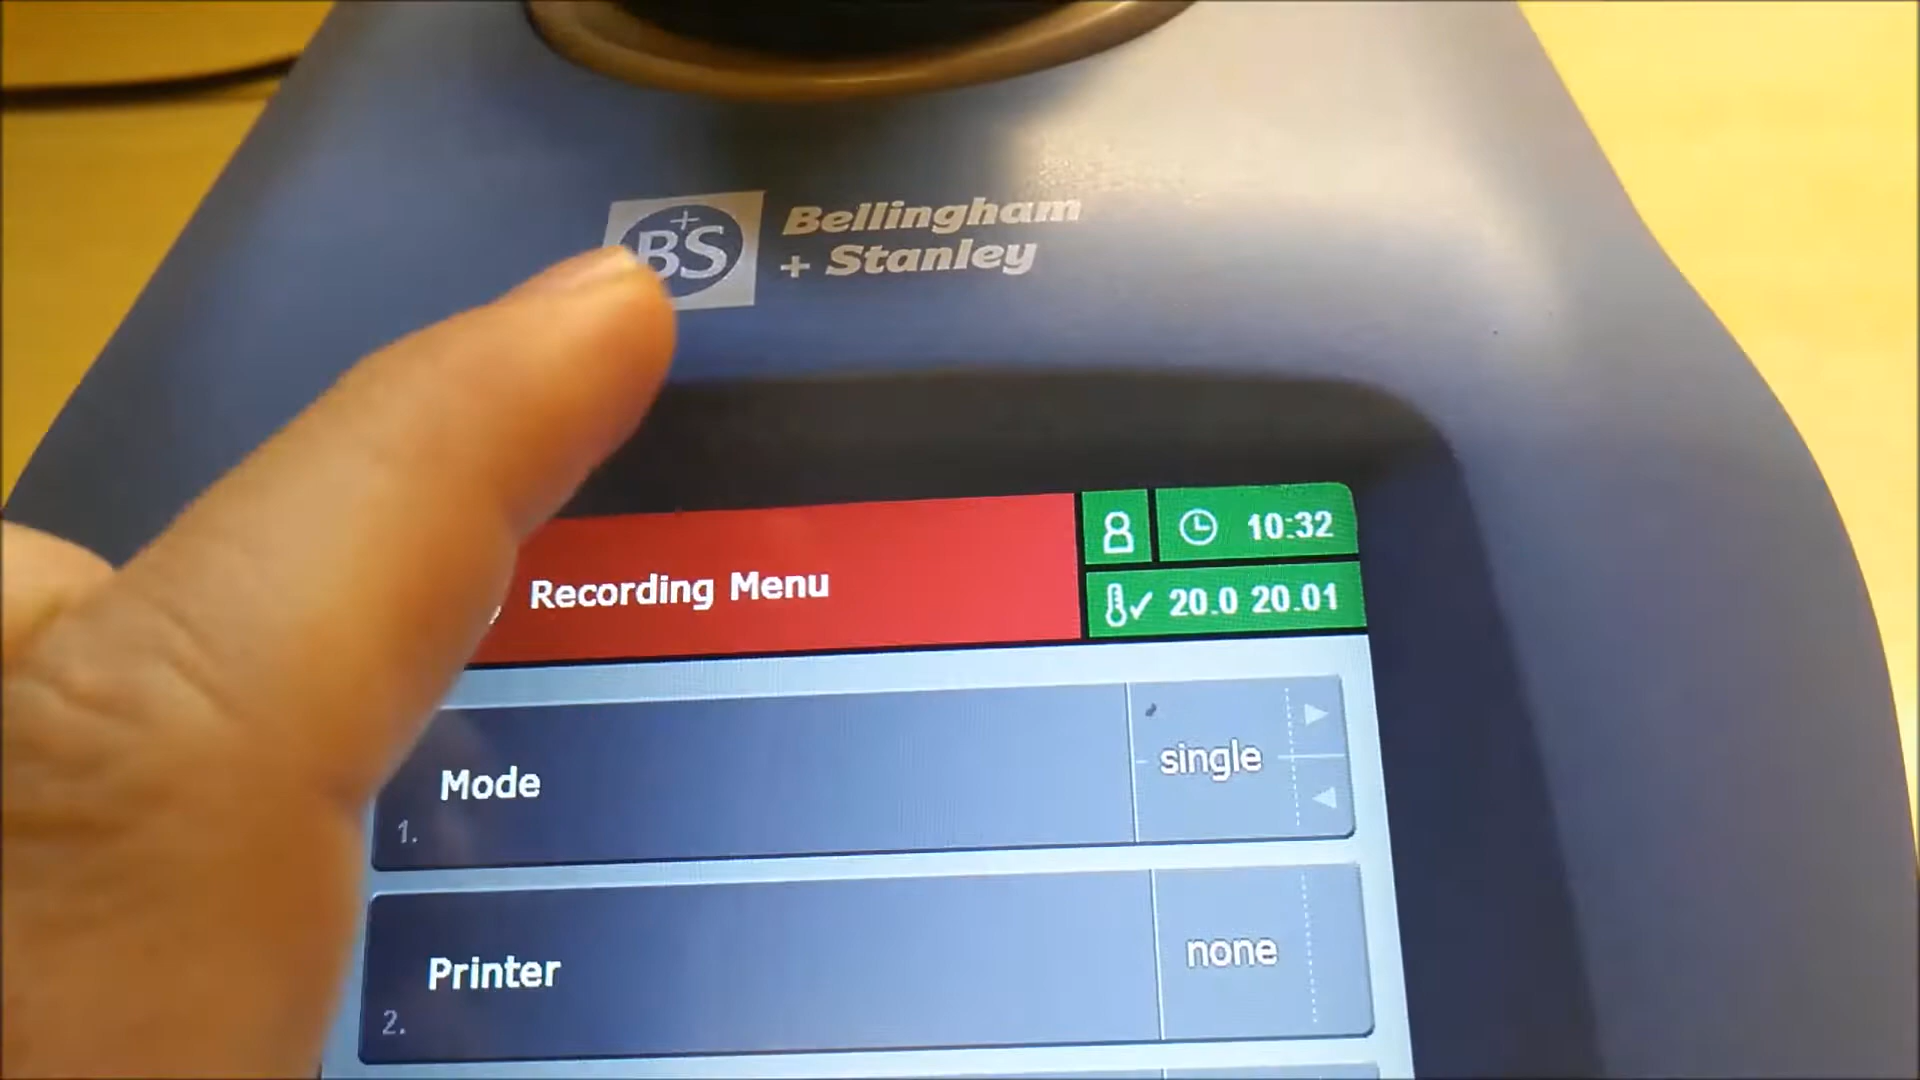 BS
Bellingham
+ Stanley
10:32
Recording Menu
20.0 20.01
Mode
single
1.
Printer
none
2.